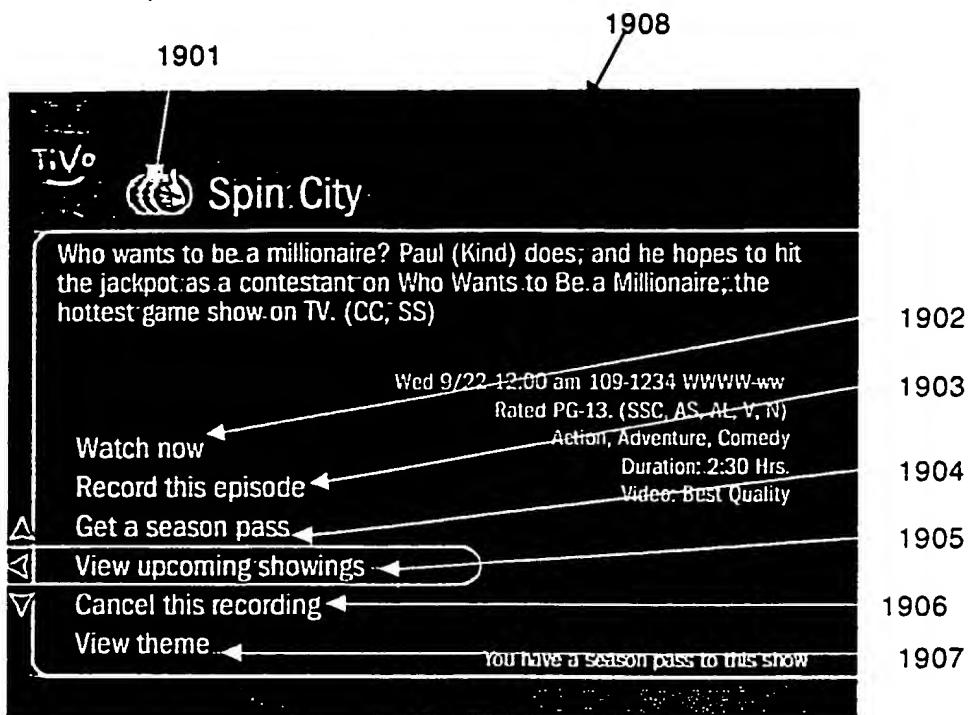 1908
1901
TiVo
Spin City
Who wants to be a millionaire? Paul (Kind) does, and he hopes to hit
the jackpot as a contestant on Who Wants to Be a Millionaire, the
hottest game show on TV. (CC, SS)
1902
Wed 9/22 12:00 am 109-1234 WWWW-ww
1903
Rated PG-13. (SSC, AS, AL, V, N)
Watch now
Action, Adventure, Comedy
Duration: 2:30 Hrs.
1904
Record this episode
Video: Best Quality
Get a season pass
1905
View upcoming showings
Cancel this recording
1906
View theme
You have a season pass to this show
1907